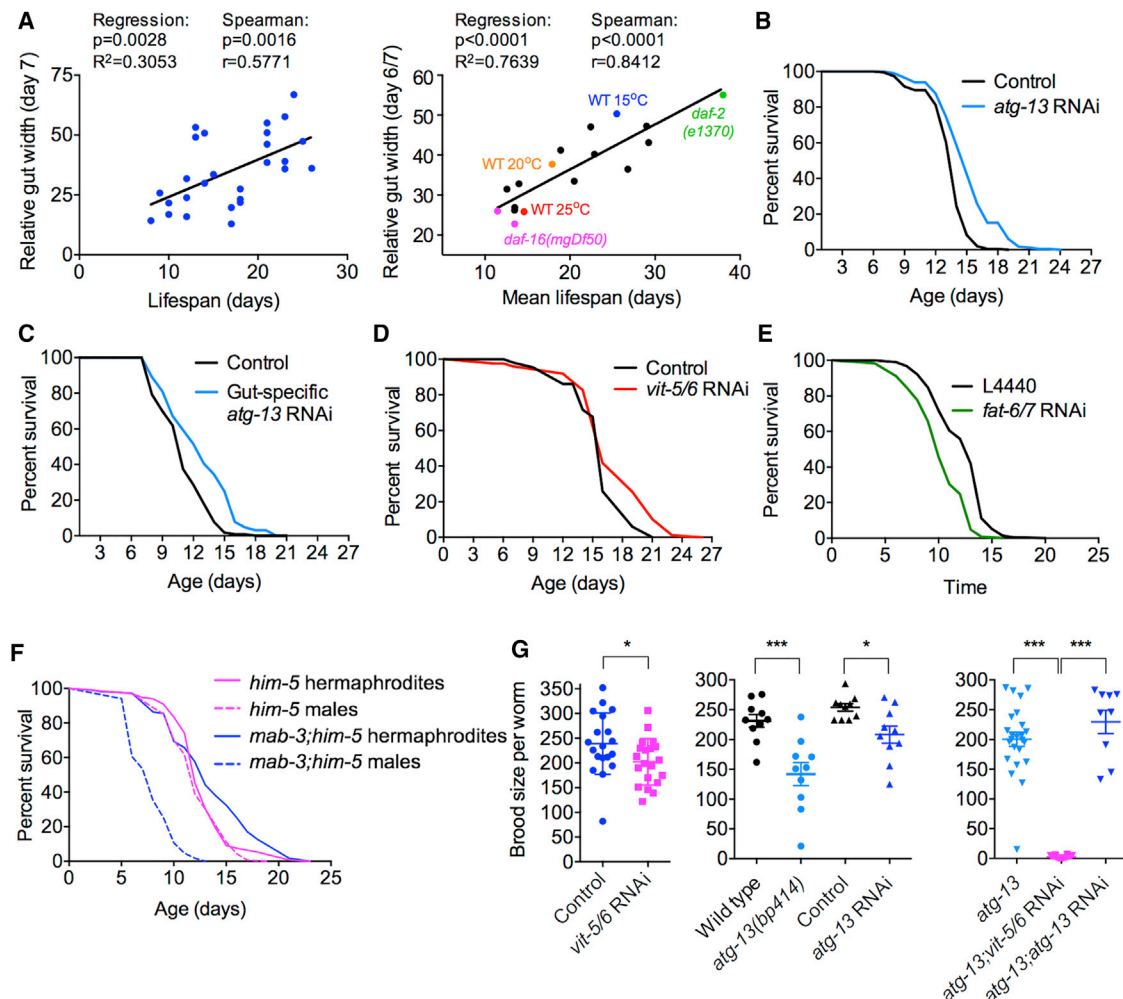 A
Regression:
p=0.0028
R²=0.3053
Spearman:
p=0.0016
r=0.5771
Relative gut width (day 7)
75
50
25
0
0
10
20
30
Lifespan (days)
Regression:
p<0.0001
R²=0.7639
Spearman:
p<0.0001
r=0.8412
Relative gut width (day 6/7)
60
50
40
30
20
WT 15°C
daf-2
(e1370)
WT 20°C
WT 25°C
daf-16(mgDf50)
10
20
30
40
Mean lifespan (days)
B
Percent survival
100
80
60
40
20
0
Control
atg-13 RNAi
3 6 9 12 15 18 21 24 27
Age (days)
C
Percent survival
100
80
60
40
20
0
Control
Gut-specific
atg-13 RNAi
3 6 9 12 15 18 21 24 27
Age (days)
D
Percent survival
100
80
60
40
20
0
Control
vit-5/6 RNAi
0 3 6 9 12 15 18 21 24 27
Age (days)
E
Percent survival
100
80
60
40
20
0
L4440
fat-6/7 RNAi
0 5 10 15 20 25
Time
F
Percent survival
100
80
60
40
20
0
him-5 hermaphrodites
him-5 males
mab-3;him-5 hermaphrodites
mab-3;him-5 males
0 5 10 15 20 25
Age (days)
G
Brood size per worm
*
350
300
250
200
150
100
50
0
Control
vit-5/6 RNAi
***
*
350
300
250
200
150
100
50
0
Wild type
atg-13(bp414)
Control
atg-13 RNAi
*** ***
300
200
100
0
atg-13
atg-13;vit-5/6 RNAi
atg-13;atg-13 RNAi